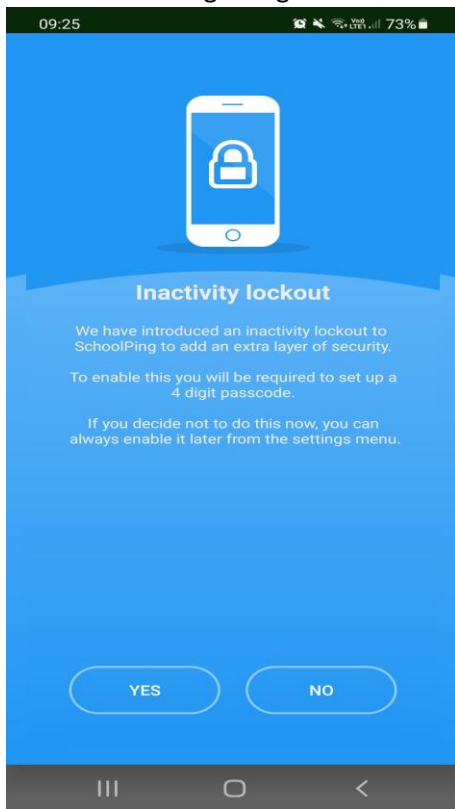 09:25
73%
Inactivity lockout
We have introduced an inactivity lockout to
SchoolPing to add an extra layer of security.
To enable this you will be required to set up a
4 digit passcode.
If you decide not to do this now, you can
always enable it later from the settings menu.
YES
NO